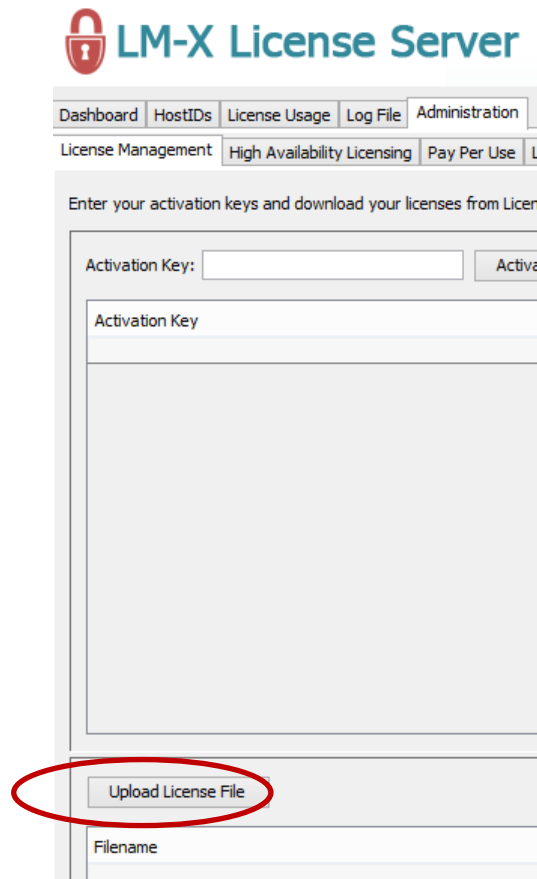 LM-X License Server
Dashboard HostIDs License Usage Log File Administration
License Management High Availability Licensing Pay Per Use
Enter your activation keys and download your licenses from
Activation Key:
Activation Key
Upload License File
Filename